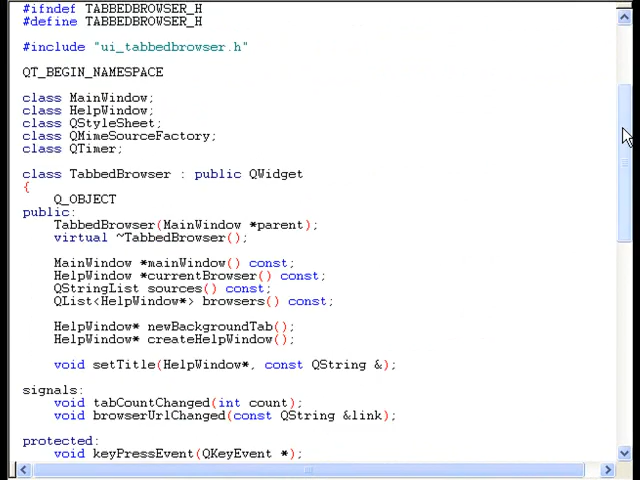 #ifndef TABBEDBROWSER_H
#define TABBEDBROWSER_H
#include "ui_tabbedbrowser.h"
QT_BEGIN_NAMESPACE
class MainWindow;
class HelpWindow;
class QStyleSheet;
class QMimeSourceFactory;
class QTimer;
class TabbedBrowser : public QWidget
{
Q_OBJECT
public:
TabbedBrowser(MainWindow *parent);
virtual ~TabbedBrowser();
MainWindow *mainWindow() const;
HelpWindow *currentBrowser() const;
QStringList sources() const;
QList<HelpWindow*> browsers() const;
HelpWindow* newBackgroundTab();
HelpWindow* createHelpWindow();
void setTitle(HelpWindow*, const QString &);
signals:
void tabCountChanged(int count);
void browserUrlChanged(const QString &link);
protected:
void keyPressEvent(QKeyEvent *);